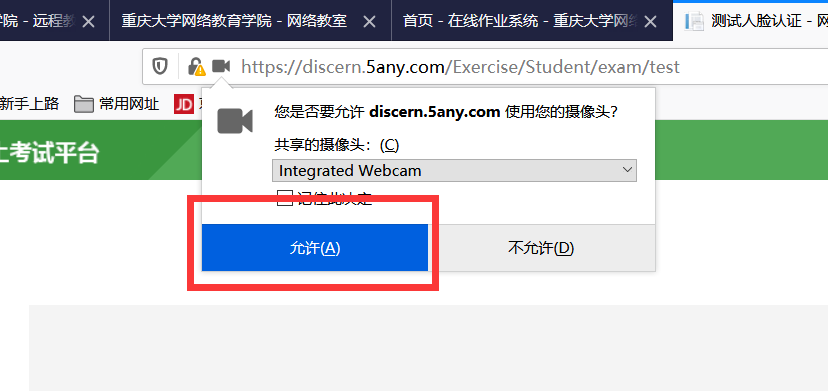 学院 - 远程教 重庆大学网络教育学院 - 网络教室 首页 - 在线作业系统 - 重庆大学网络 测试人脸认证 - 网
https://discern.5any.com/Exercise/Student/exam/test
新手上路 常用网址 JD
您是否要允许 discern.5any.com 使用您的摄像头?
共享的摄像头：(C)
上考试平台
Integrated Webcam
记住此决定
允许(A) 不允许(D)